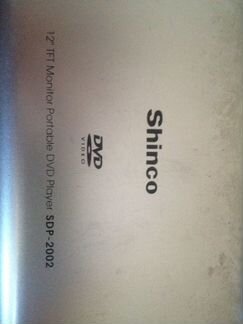 Shinco
DVD
VIDEO
12" TFT Monitor Portable DVD Player SDP-2002